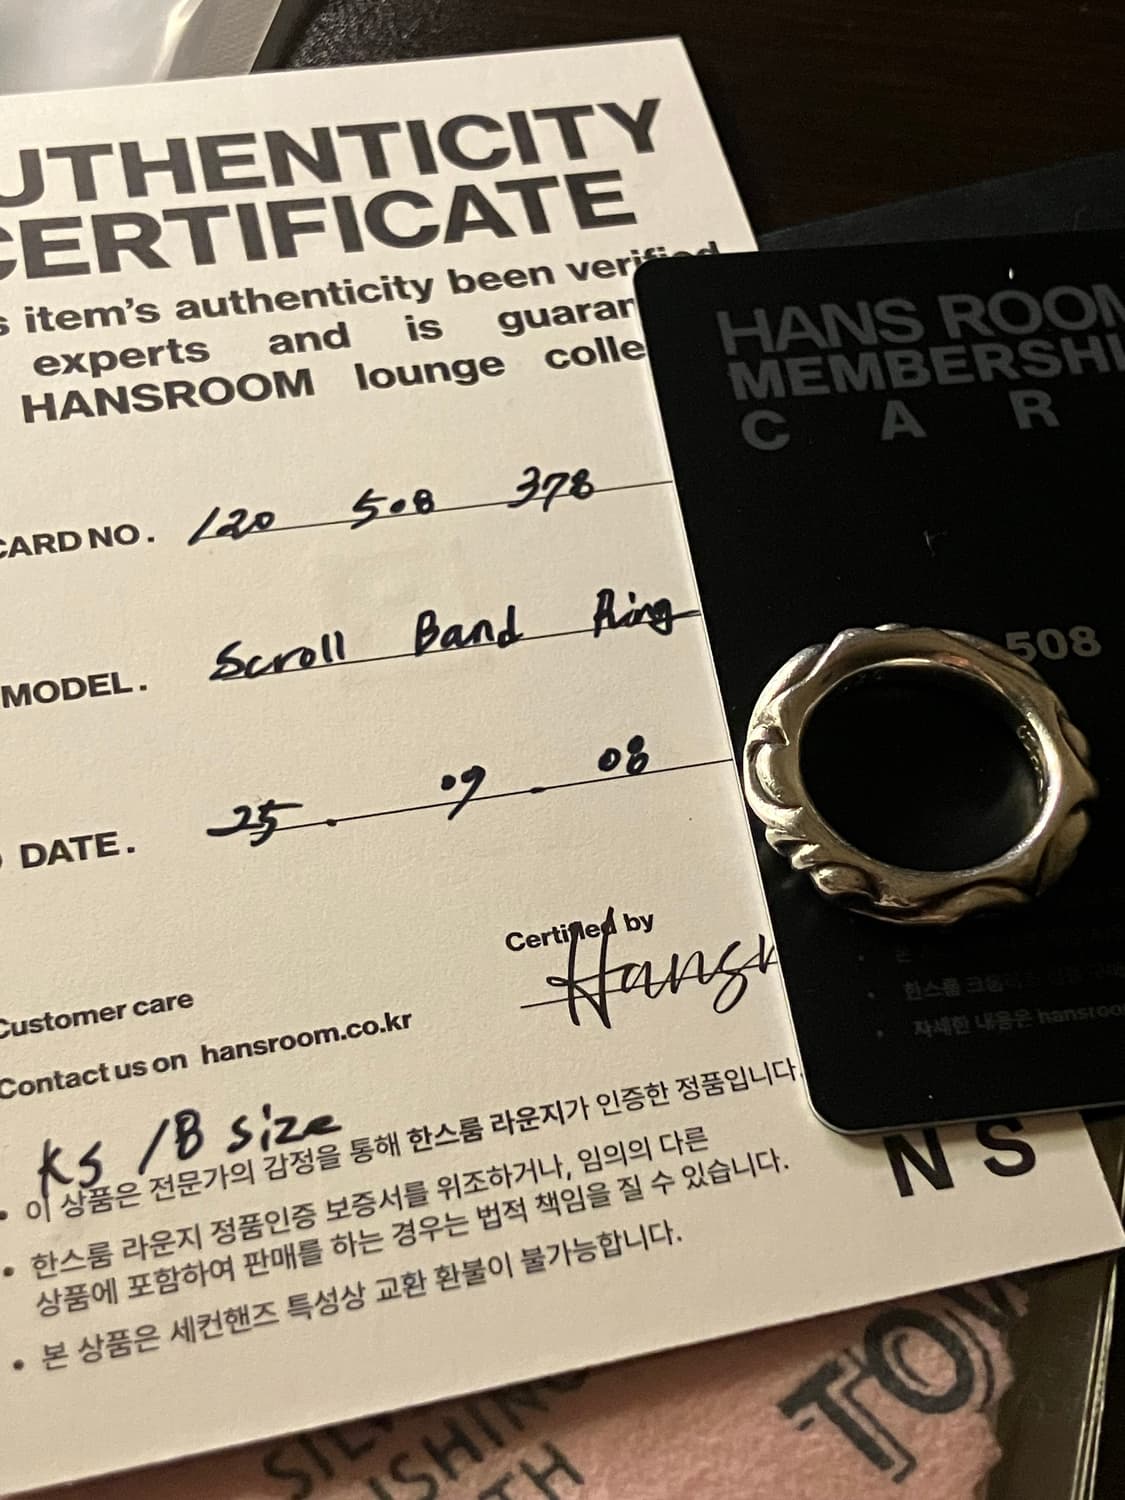 UTHENTICITY
CERTIFICATE
s item's authenticity been verified
experts and is guaran
HANSROOM lounge colle
CARD NO. 120 508 378
MODEL. Scroll Band Ring
DATE. 25. 09. 08
Certified by
Hansr
Customer care
Contact us on hansroom.co.kr
KS 18 size
• 이 상품은 전문가의 감정을 통해 한스룸 라운지가 인증한 정품입니다.
• 한스룸 라운지 정품인증 보증서를 위조하거나, 임의의 다른
상품에 포함하여 판매를 하는 경우는 법적 책임을 질 수 있습니다.
• 본 상품은 세컨핸즈 특성상 교환 환불이 불가능합니다.
N S
HANS ROOM
MEMBERSHI
C A R
508
• 본
• 한스룸 크롬
• 자세한 내용은 hansroo
TOW